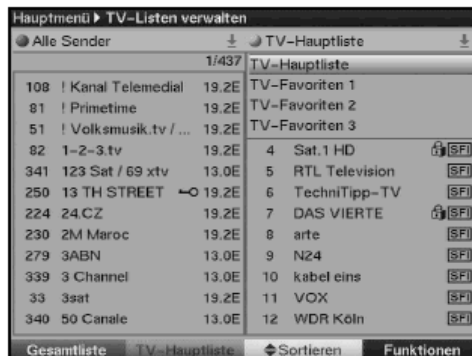 Hauptmenü ▸ TV-Listen verwalten
Alle Sender
1/437
108 ! Kanal Telemedial 19.2E
81 ! Primetime 19.2E
51 ! Volksmusik.tv / ... 19.2E
82 1-2-3.tv 19.2E
341 123 Sat / 69 xtv 13.0E
250 13 TH STREET 19.2E
224 24.CZ 19.2E
230 2M Maroc 19.2E
279 3ABN 13.0E
339 3 Channel 13.0E
33 3sat 19.2E
340 50 Canale 13.0E
TV-Hauptliste
TV-Hauptliste
TV-Favoriten 1
TV-Favoriten 2
TV-Favoriten 3
4 Sat.1 HD SFI
5 RTL Television SFI
6 TechniTipp-TV SFI
7 DAS VIERTE SFI
8 arte SFI
9 N24 SFI
10 kabel eins SFI
11 VOX SFI
12 WDR Köln SFI
Gesamtliste TV-Hauptliste Sortieren Funktionen